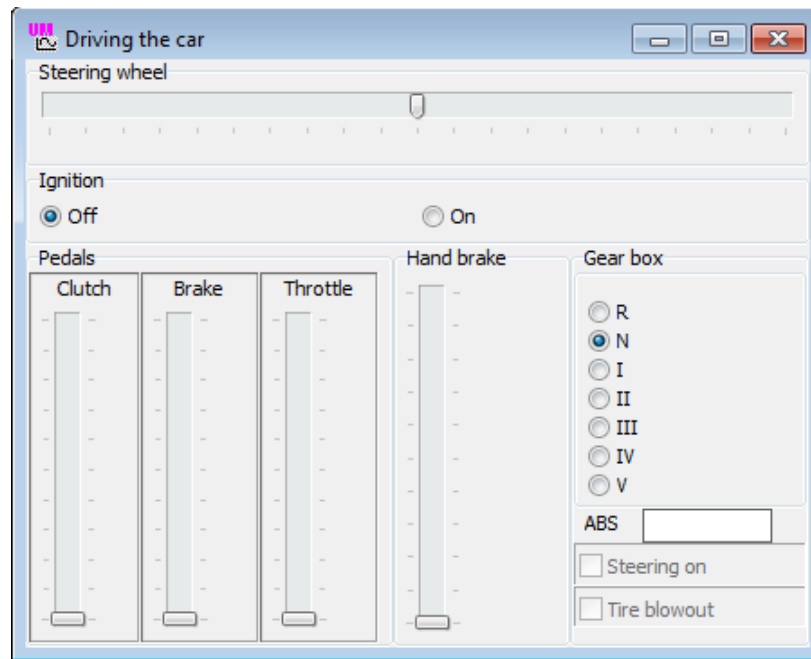 UM Driving the car
Steering wheel
Ignition
Off On
Pedals Hand brake Gear box
Clutch Brake Throttle
R
N
I
II
III
IV
V
ABS
Steering on
Tire blowout